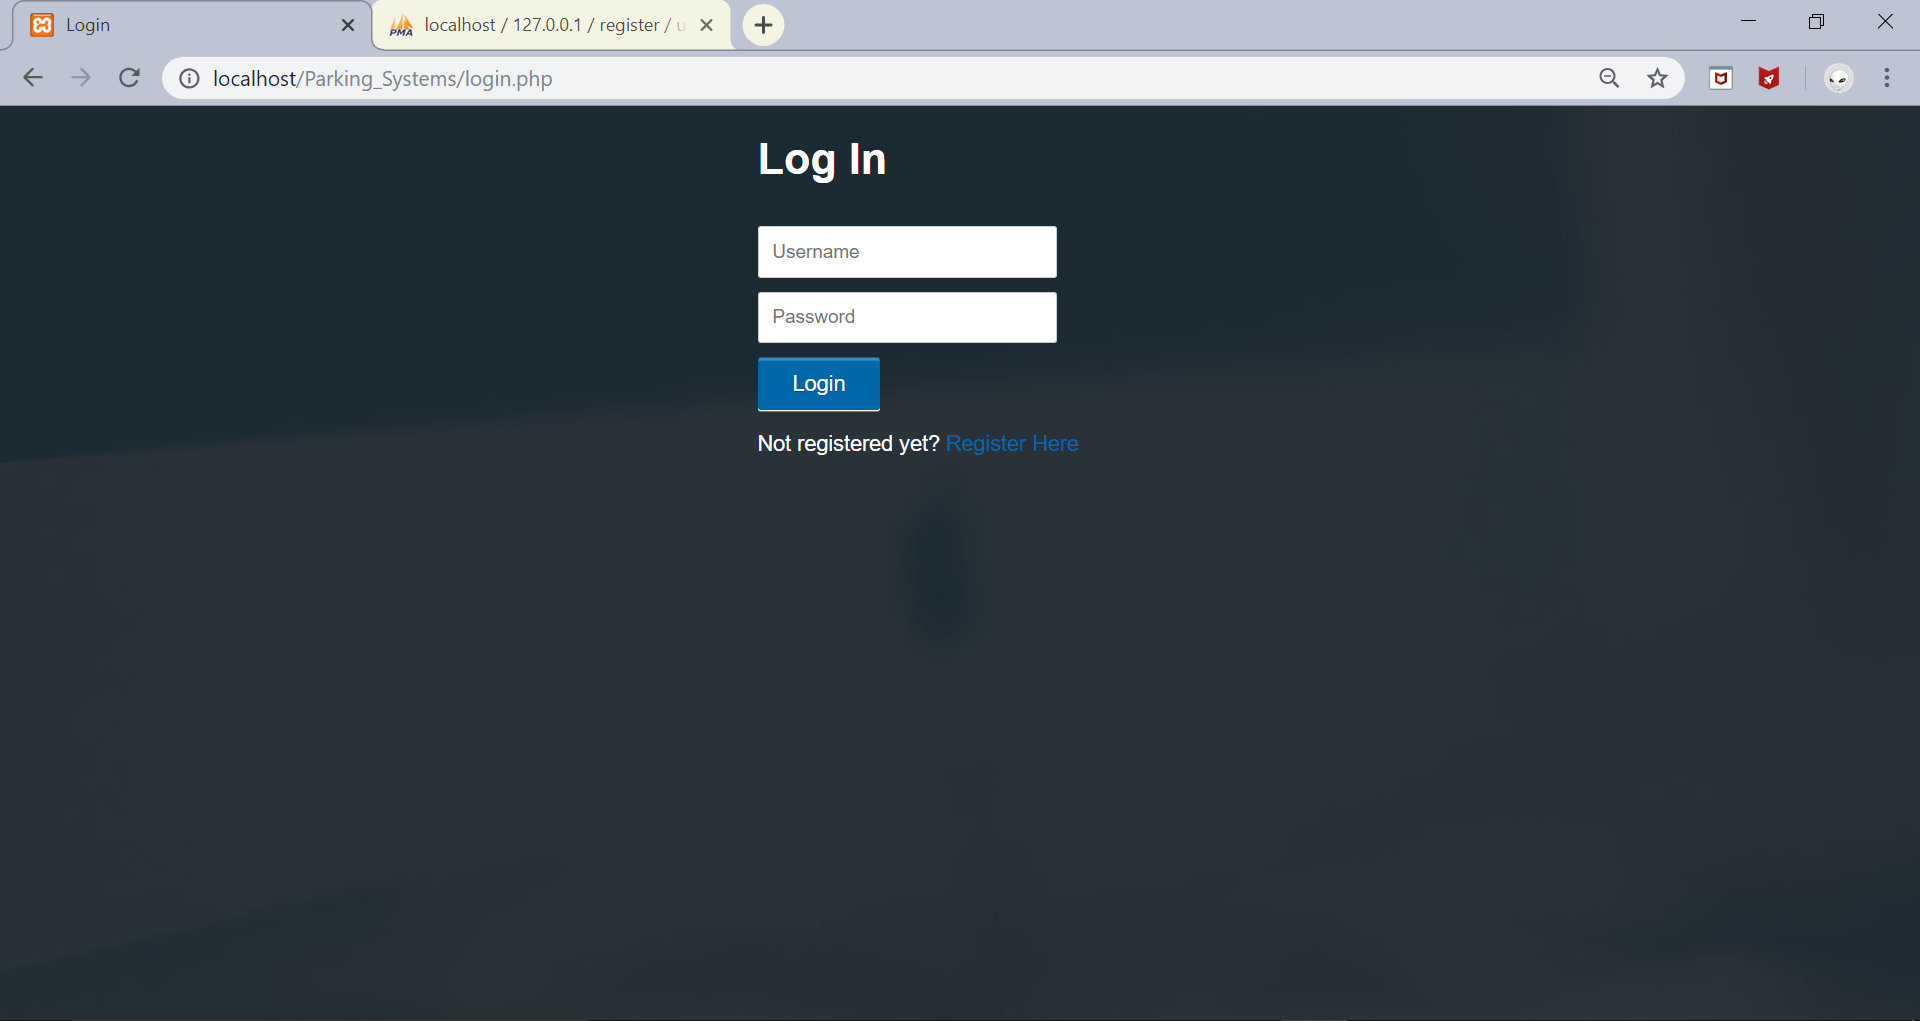 Login
PMA localhost / 127.0.0.1 / register / u
localhost/Parking_Systems/login.php
Log In
Username
Password
Login
Not registered yet? Register Here